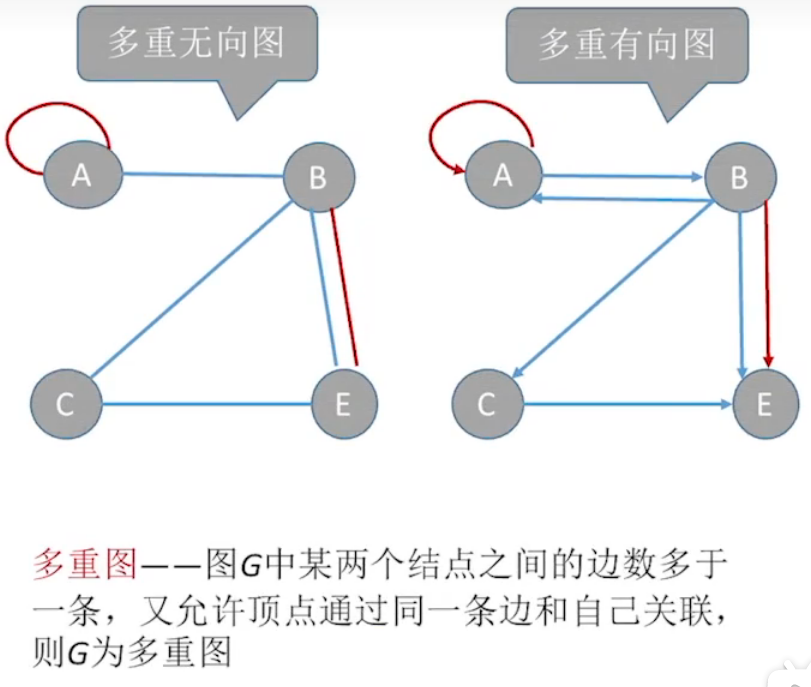 多重无向图
多重有向图
A
B
A
B
C
E
C
E
多重图——图G中某两个结点之间的边数多于
一条，又允许顶点通过同一条边和自己关联，
则G为多重图